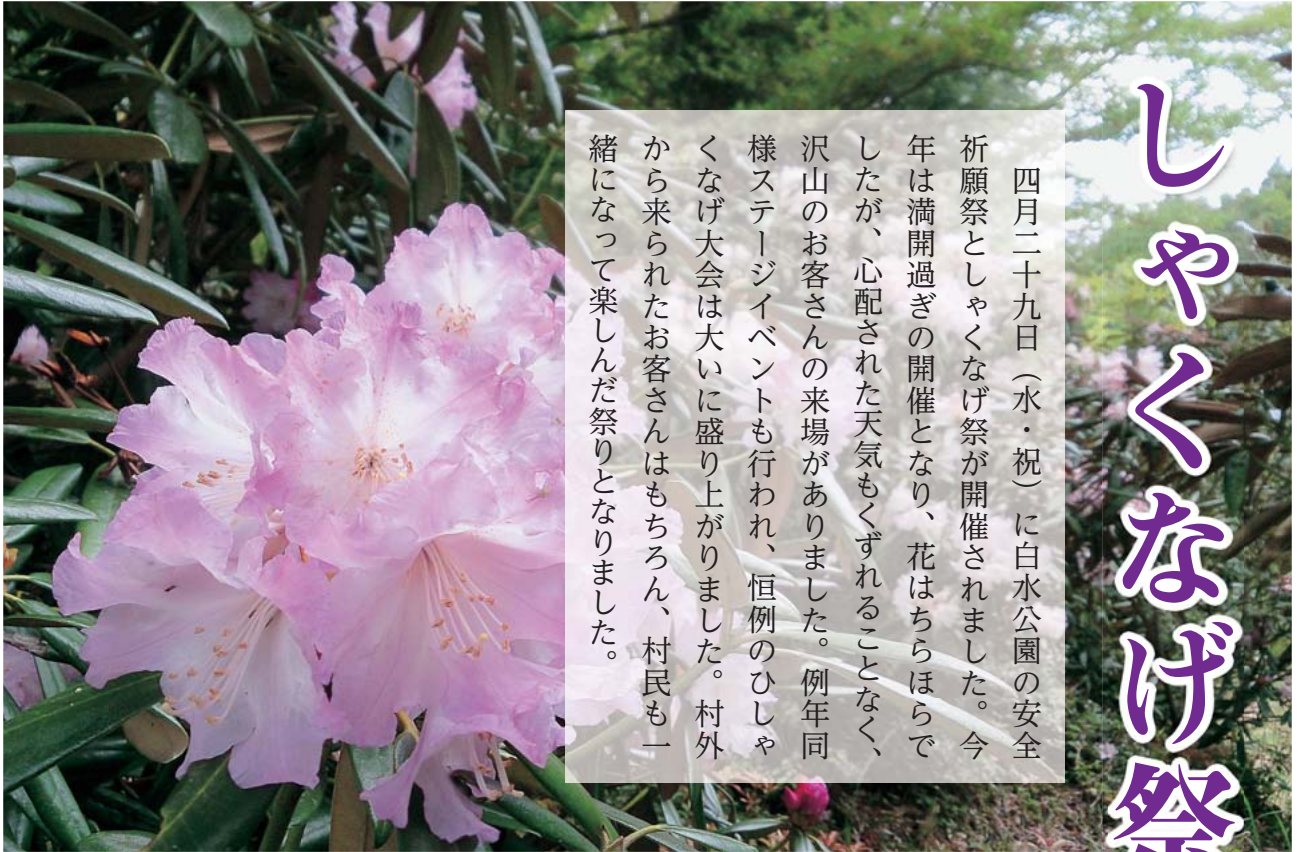 しゃくなげ祭
四月二十九日（水・祝）に白水公園の安全
祈願祭としゃくなげ祭が開催されました。今
年は満開過ぎの開催となり、花はちらほらで
したが、心配された天気もくずれることなく、
沢山のお客さんの来場がありました。例年同
様ステージイベントも行われ、恒例のひしゃ
くなげ大会は大いに盛り上がりました。村外
から来られたお客さんはもちろん、村民も一
緒になって楽しんだ祭りとなりました。